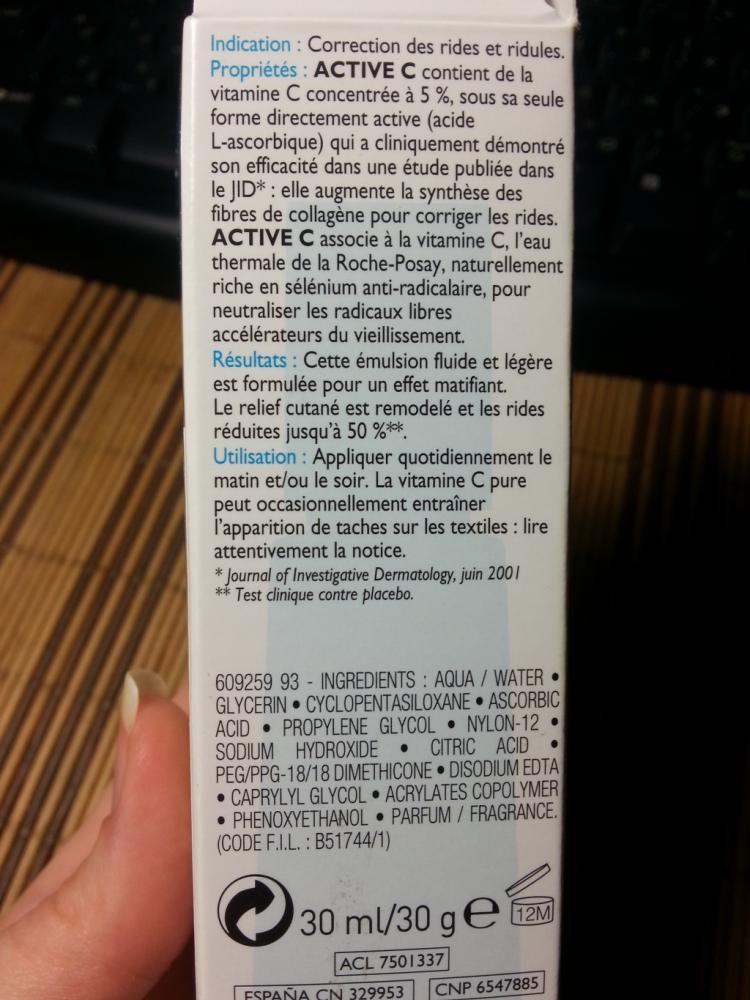 Indication : Correction des rides et ridules.
Propriétés : ACTIVE C contient de la
vitamine C concentrée à 5 %, sous sa seule
forme directement active (acide
L-ascorbique) qui a cliniquement démontré
son efficacité dans une étude publiée dans
le JID* : elle augmente la synthèse des
fibres de collagène pour corriger les rides.
ACTIVE C associe à la vitamine C, l'eau
thermale de la Roche-Posay, naturellement
riche en sélénium anti-radicalaire, pour
neutraliser les radicaux libres
accélérateurs du vieillissement.
Résultats : Cette émulsion fluide et légère
est formulée pour un effet matifiant.
Le relief cutané est remodelé et les rides
réduites jusqu'à 50 %**.
Utilisation : Appliquer quotidiennement le
matin et/ou le soir. La vitamine C pure
peut occasionnellement entraîner
l'apparition de taches sur les textiles : lire
attentivement la notice.
* Journal of Investigative Dermatology, juin 2001
** Test clinique contre placebo.
609259 93 - INGREDIENTS : AQUA / WATER •
GLYCERIN • CYCLOPENTASILOXANE • ASCORBIC
ACID • PROPYLENE GLYCOL • NYLON-12 •
SODIUM HYDROXIDE • CITRIC ACID •
PEG/PPG-18/18 DIMETHICONE • DISODIUM EDTA
• CAPRYLYL GLYCOL • ACRYLATES COPOLYMER
• PHENOXYETHANOL • PARFUM / FRAGRANCE.
(CODE F.I.L. : B51744/1)
30 ml/30 g e 12M
ACL 7501337
ESPAÑA CN 329953 CNP 6547885